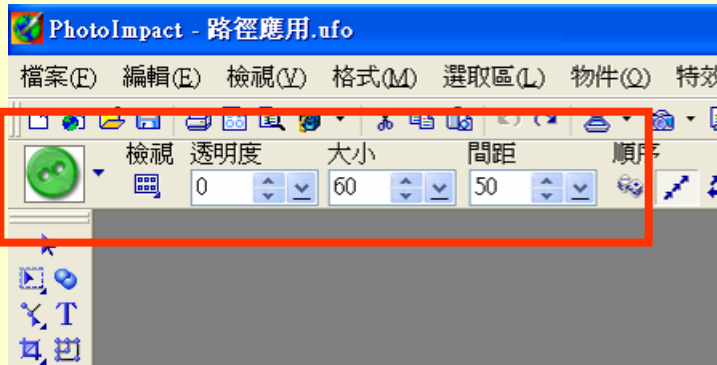 PhotoImpact - 路徑應用.ufo
檔案(F) 編輯(E) 檢視(V) 格式(M) 選取區(L) 物件(O) 特效
檢視 透明度 大小 間距 順序
0 60 50
T